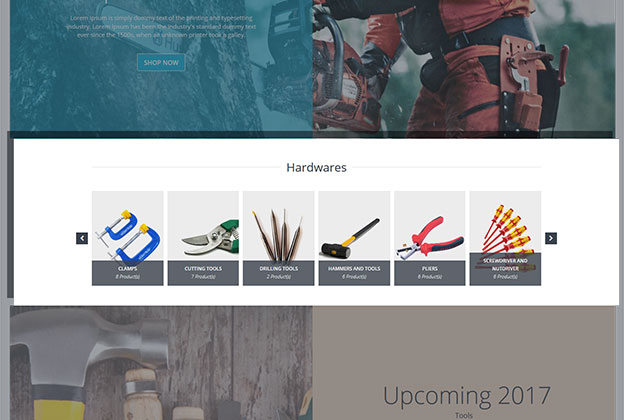 Lorem Ipsum is simply dummy text of the printing and typesetting
industry. Lorem Ipsum has been the industry's standard dummy text
ever since the 1500s, when an unknown printer took a galley.
SHOP NOW
Hardwares
CLAMPS
8 Product(s)
CUTTING TOOLS
7 Product(s)
DRILLING TOOLS
2 Product(s)
HAMMERS AND TOOLS
6 Product(s)
PLIERS
6 Product(s)
SCREWDRIVER AND
NUTDRIVER
6 Product(s)
Upcoming 2017
Tools